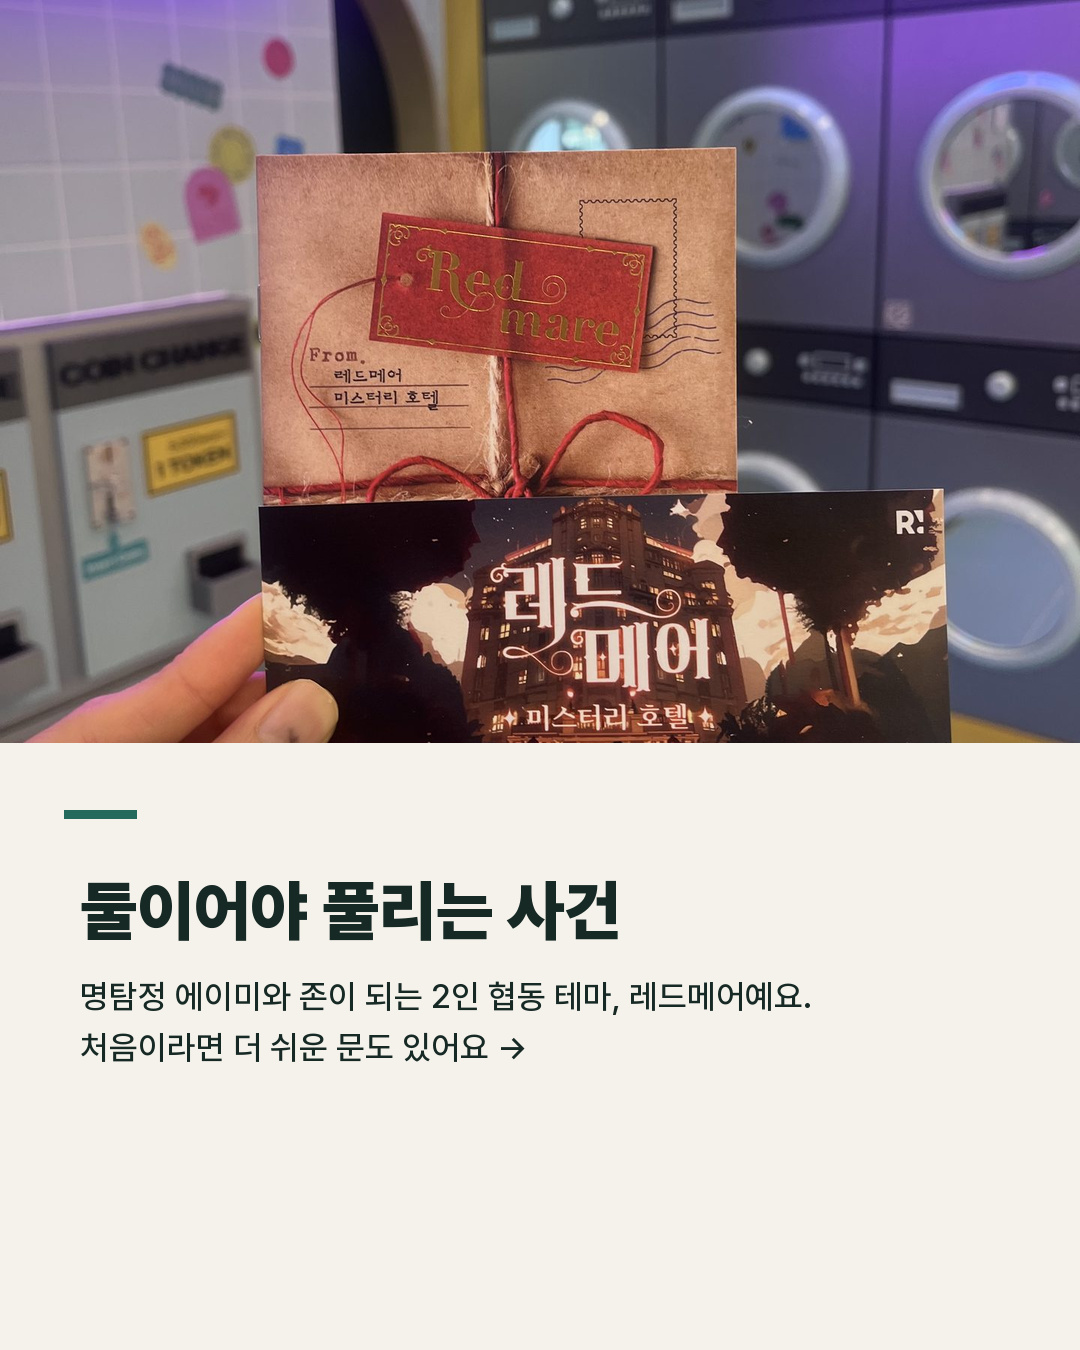 COIN CHANGE
1 TOKEN
Red
mare
From.
레드메어
미스터리 호텔
R!
레드
메어
미스터리 호텔
둘이어야 풀리는 사건
명탐정 에이미와 존이 되는 2인 협동 테마, 레드메어예요.
처음이라면 더 쉬운 문도 있어요 →